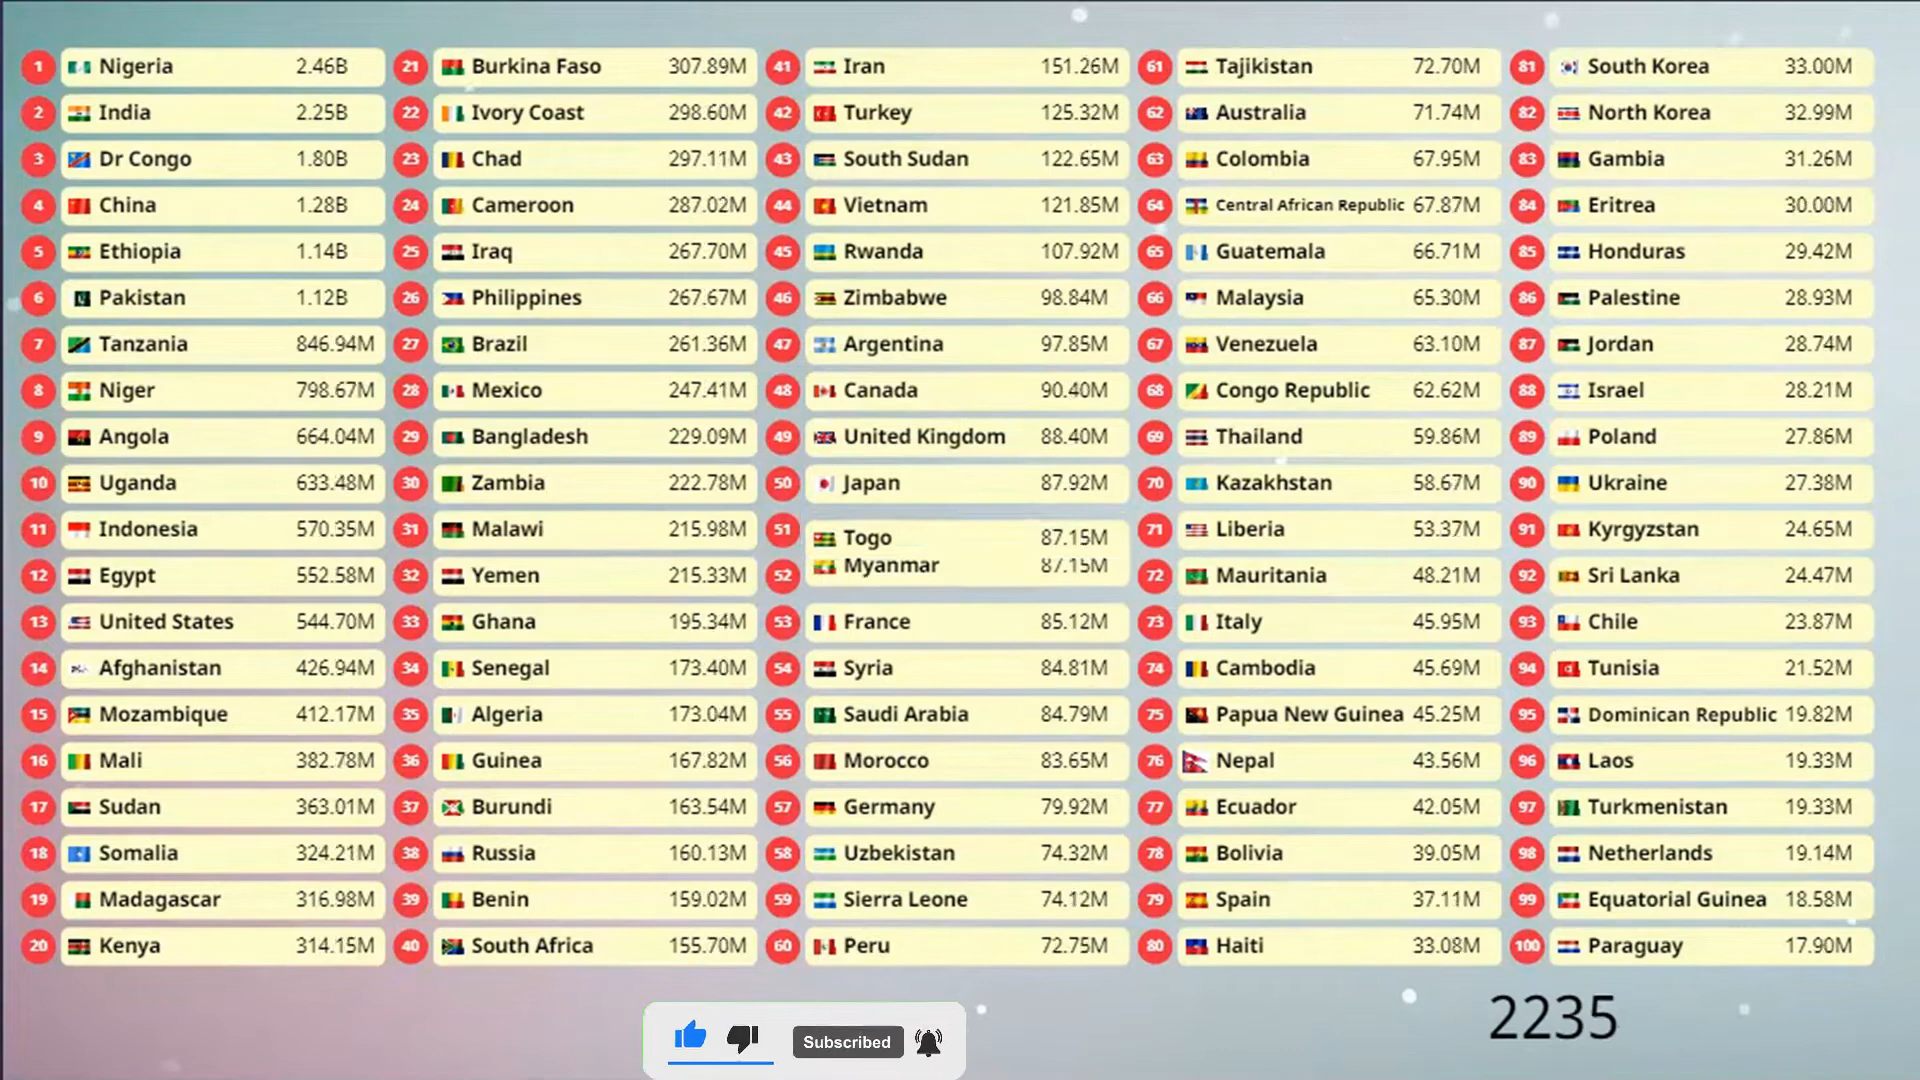 1 Nigeria 2.46B
2 India 2.25B
3 Dr Congo 1.80B
4 China 1.28B
5 Ethiopia 1.14B
6 Pakistan 1.12B
7 Tanzania 846.94M
8 Niger 798.67M
9 Angola 664.04M
10 Uganda 633.48M
11 Indonesia 570.35M
12 Egypt 552.58M
13 United States 544.70M
14 Afghanistan 426.94M
15 Mozambique 412.17M
16 Mali 382.78M
17 Sudan 363.01M
18 Somalia 324.21M
19 Madagascar 316.98M
20 Kenya 314.15M
21 Burkina Faso 307.89M
22 Ivory Coast 298.60M
23 Chad 297.11M
24 Cameroon 287.02M
25 Iraq 267.70M
26 Philippines 267.67M
27 Brazil 261.36M
28 Mexico 247.41M
29 Bangladesh 229.09M
30 Zambia 222.78M
31 Malawi 215.98M
32 Yemen 215.33M
33 Ghana 195.34M
34 Senegal 173.40M
35 Algeria 173.04M
36 Guinea 167.82M
37 Burundi 163.54M
38 Russia 160.13M
39 Benin 159.02M
40 South Africa 155.70M
41 Iran 151.26M
42 Turkey 125.32M
43 South Sudan 122.65M
44 Vietnam 121.85M
45 Rwanda 107.92M
46 Zimbabwe 98.84M
47 Argentina 97.85M
48 Canada 90.40M
49 United Kingdom 88.40M
50 Japan 87.92M
51 Togo 87.15M
52 Myanmar 87.15M
53 France 85.12M
54 Syria 84.81M
55 Saudi Arabia 84.79M
56 Morocco 83.65M
57 Germany 79.92M
58 Uzbekistan 74.32M
59 Sierra Leone 74.12M
60 Peru 72.75M
61 Tajikistan 72.70M
62 Australia 71.74M
63 Colombia 67.95M
64 Central African Republic 67.87M
65 Guatemala 66.71M
66 Malaysia 65.30M
67 Venezuela 63.10M
68 Congo Republic 62.62M
69 Thailand 59.86M
70 Kazakhstan 58.67M
71 Liberia 53.37M
72 Mauritania 48.21M
73 Italy 45.95M
74 Cambodia 45.69M
75 Papua New Guinea 45.25M
76 Nepal 43.56M
77 Ecuador 42.05M
78 Bolivia 39.05M
79 Spain 37.11M
80 Haiti 33.08M
81 South Korea 33.00M
82 North Korea 32.99M
83 Gambia 31.26M
84 Eritrea 30.00M
85 Honduras 29.42M
86 Palestine 28.93M
87 Jordan 28.74M
88 Israel 28.21M
89 Poland 27.86M
90 Ukraine 27.38M
91 Kyrgyzstan 24.65M
92 Sri Lanka 24.47M
93 Chile 23.87M
94 Tunisia 21.52M
95 Dominican Republic 19.82M
96 Laos 19.33M
97 Turkmenistan 19.33M
98 Netherlands 19.14M
99 Equatorial Guinea 18.58M
100 Paraguay 17.90M
2235
Subscribed